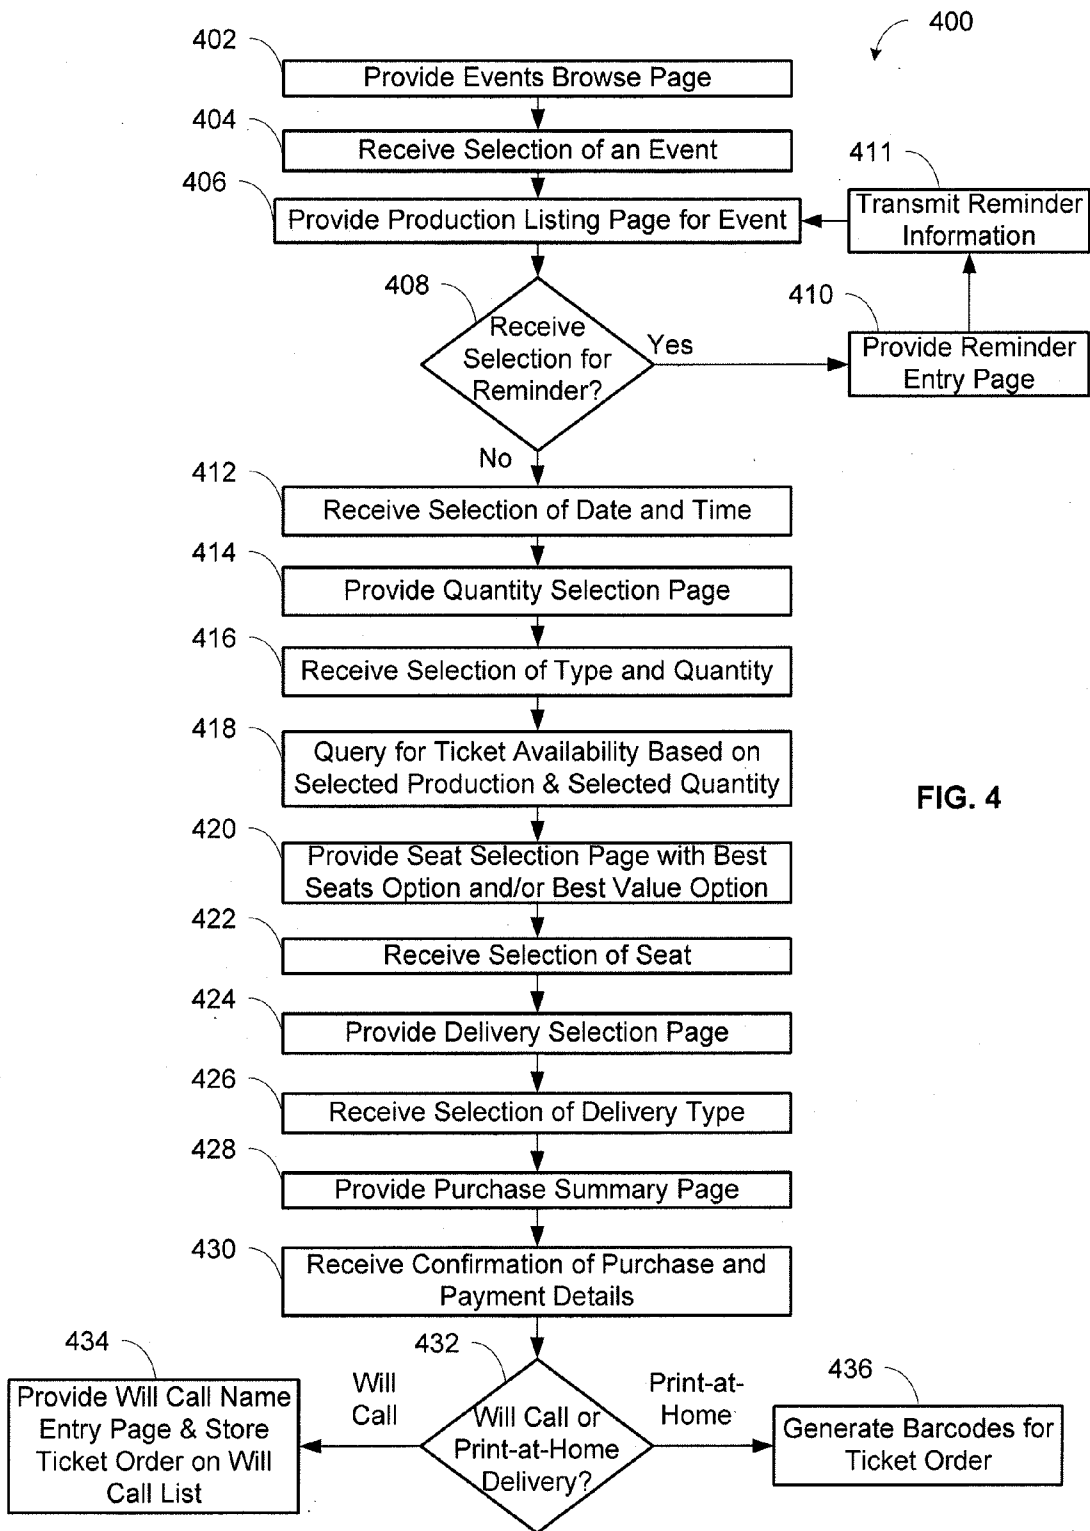 400
402
Provide Events Browse Page
404
Receive Selection of an Event
406
Provide Production Listing Page for Event
411
Transmit Reminder
Information
408
Receive
Selection for
Reminder?
Yes
410
Provide Reminder
Entry Page
No
412
Receive Selection of Date and Time
414
Provide Quantity Selection Page
416
Receive Selection of Type and Quantity
418
Query for Ticket Availability Based on
Selected Production & Selected Quantity
FIG. 4
420
Provide Seat Selection Page with Best
Seats Option and/or Best Value Option
422
Receive Selection of Seat
424
Provide Delivery Selection Page
426
Receive Selection of Delivery Type
428
Provide Purchase Summary Page
430
Receive Confirmation of Purchase and
Payment Details
434
Provide Will Call Name
Entry Page & Store
Ticket Order on Will
Call List
Will
Call
432
Will Call or
Print-at-Home
Delivery?
Print-at-
Home
436
Generate Barcodes for
Ticket Order